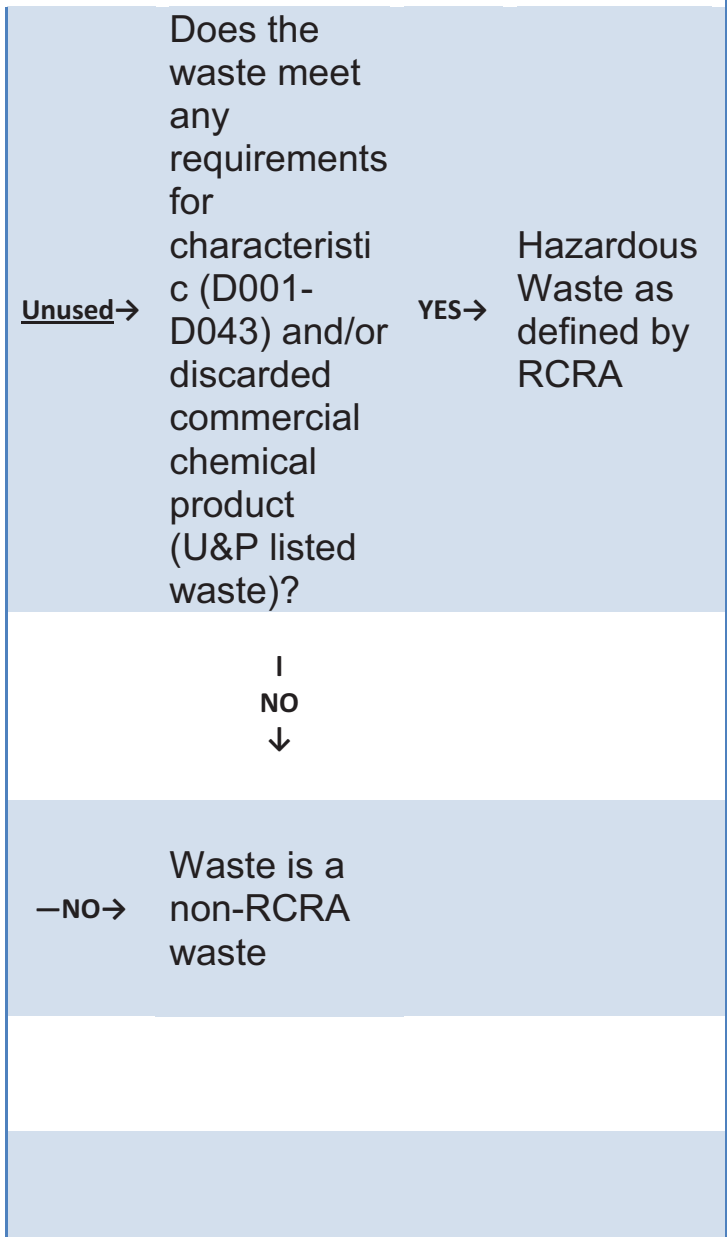 Does the
waste meet
any
requirements
for
characteristi
c (D001-
D043) and/or
discarded
commercial
chemical
product
(U&P listed
waste)?
Unused→
YES→
Hazardous
Waste as
defined by
RCRA
|
NO
↓
—NO→
Waste is a
non-RCRA
waste